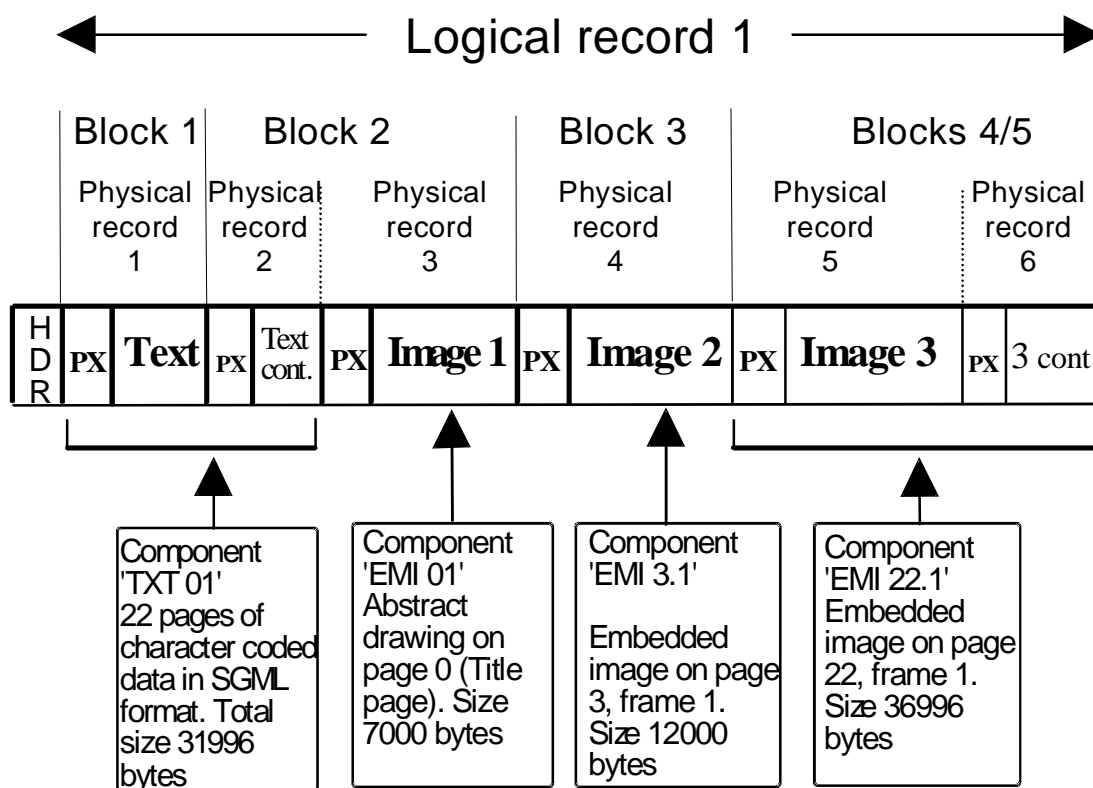 Logical record 1
Block 1
Block 2
Block 3
Blocks 4/5
Physical
record
1
Physical
record
2
Physical
record
3
Physical
record
4
Physical
record
5
Physical
record
6
H
D
R
PX
Text
PX
Text
cont.
PX
Image 1
PX
Image 2
PX
Image 3
PX
3 cont
Component
'TXT 01'
22 pages of
character coded
data in SGML
format. Total
size 31996
bytes
Component
'EMI 01'
Abstract
drawing on
page 0 (Title
page). Size
7000 bytes
Component
'EMI 3.1'
Embedded
image on page
3, frame 1.
Size 12000
bytes
Component
'EMI 22.1'
Embedded
image on page
22, frame 1.
Size 36996
bytes